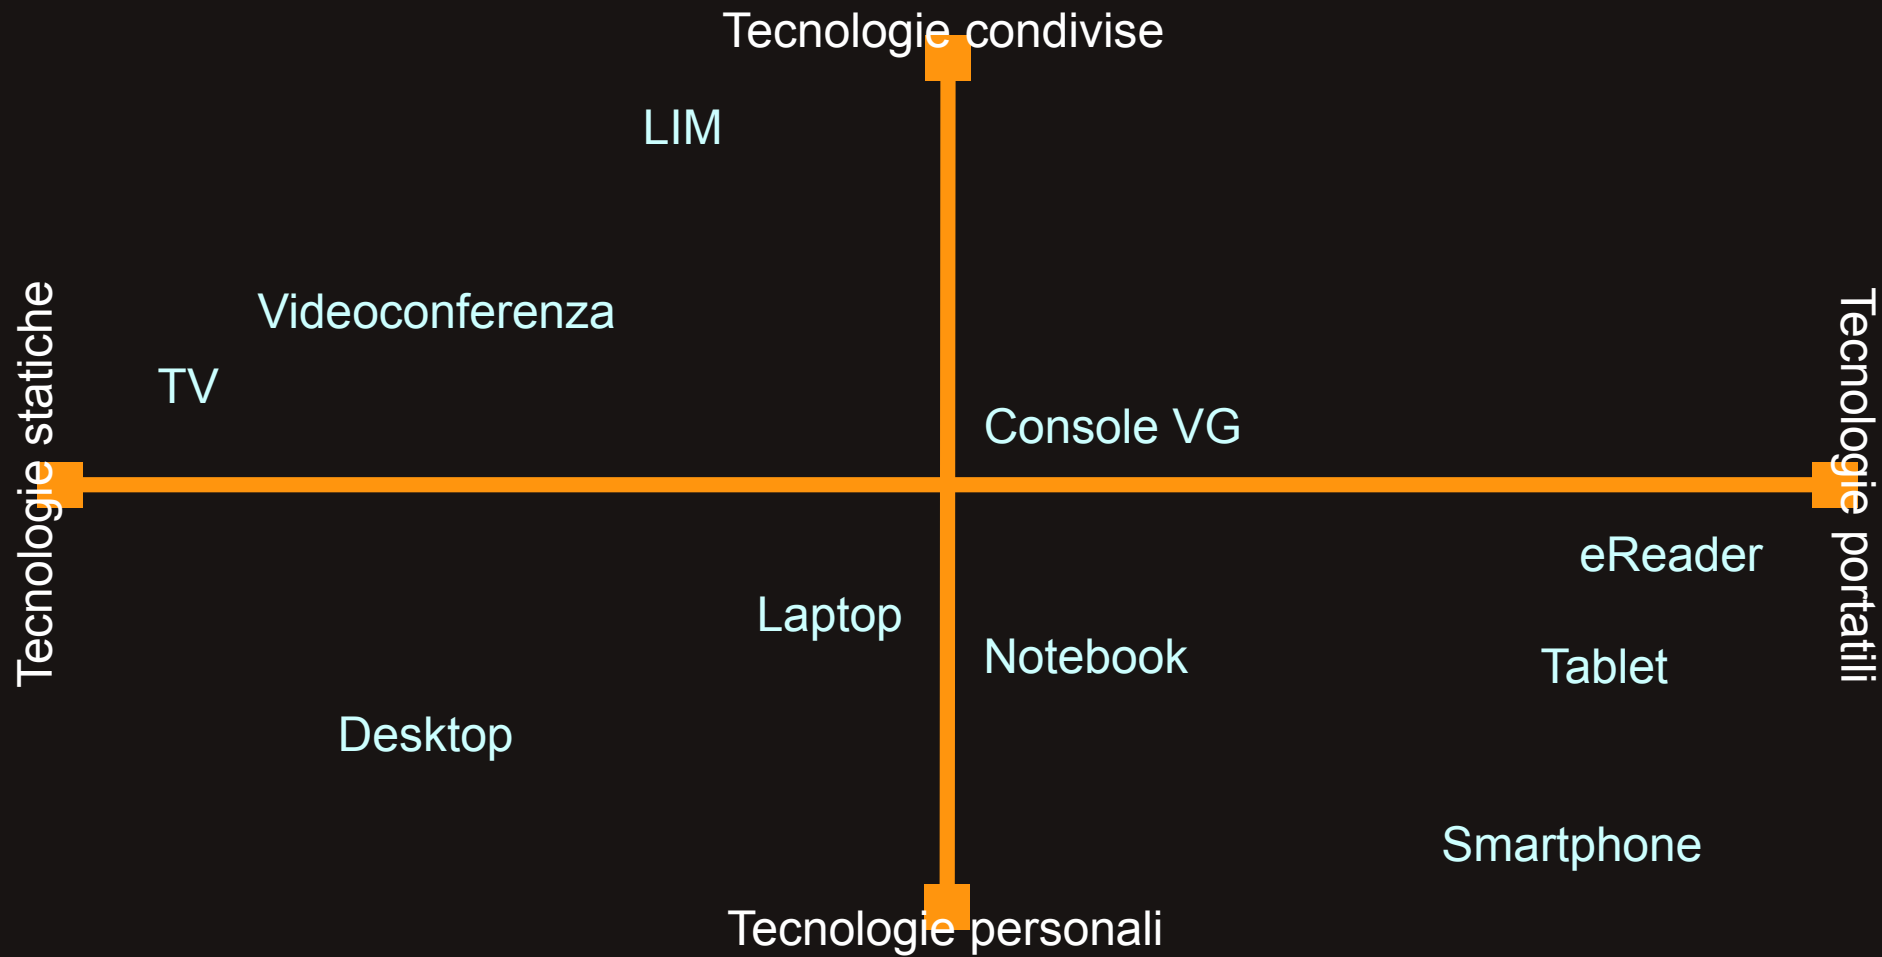 Tecnologie condivise
LIM
Videoconferenza
TV
Tecnologie statiche
Console VG
Tecnologie portatili
eReader
Laptop
Notebook
Tablet
Desktop
Smartphone
Tecnologie personali